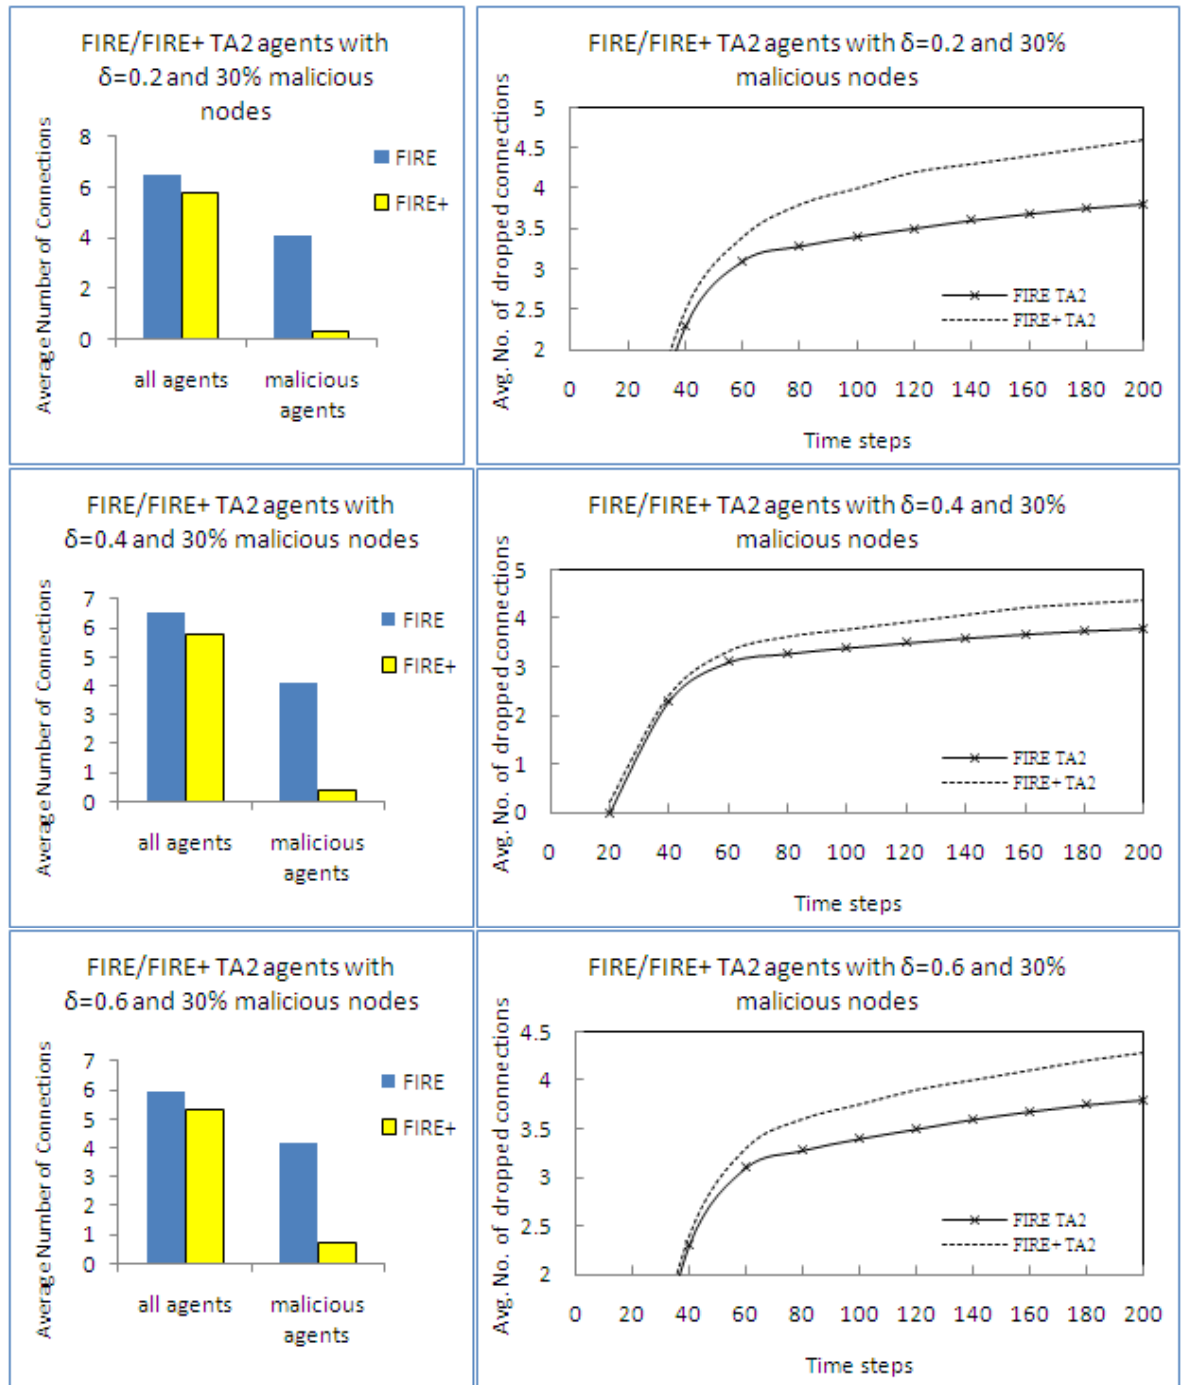 FIRE/FIRE+ TA2 agents with
δ=0.2 and 30% malicious
nodes
Average Number of Connections
8
6
4
2
0
all agents
malicious
agents
FIRE
FIRE+
FIRE/FIRE+ TA2 agents with δ=0.2 and 30%
malicious nodes
Avg. No. of dropped connections
5
4.5
4
3.5
3
2.5
2
0 20 40 60 80 100 120 140 160 180 200
Time steps
FIRE TA2
FIRE+ TA2
FIRE/FIRE+ TA2 agents with
δ=0.4 and 30% malicious nodes
Average Number of Connections
7
6
5
4
3
2
1
0
all agents
malicious
agents
FIRE
FIRE+
FIRE/FIRE+ TA2 agents with δ=0.4 and 30%
malicious nodes
Avg. No. of dropped connections
5
4
3
2
1
0
0 20 40 60 80 100 120 140 160 180 200
Time steps
FIRE TA2
FIRE+ TA2
FIRE/FIRE+ TA2 agents with
δ=0.6 and 30% malicious nodes
Average Number of Connections
7
6
5
4
3
2
1
0
all agents
malicious
agents
FIRE
FIRE+
FIRE/FIRE+ TA2 agents with δ=0.6 and 30%
malicious nodes
Avg. No. of dropped connections
4.5
4
3.5
3
2.5
2
0 20 40 60 80 100 120 140 160 180 200
Time steps
FIRE TA2
FIRE+ TA2